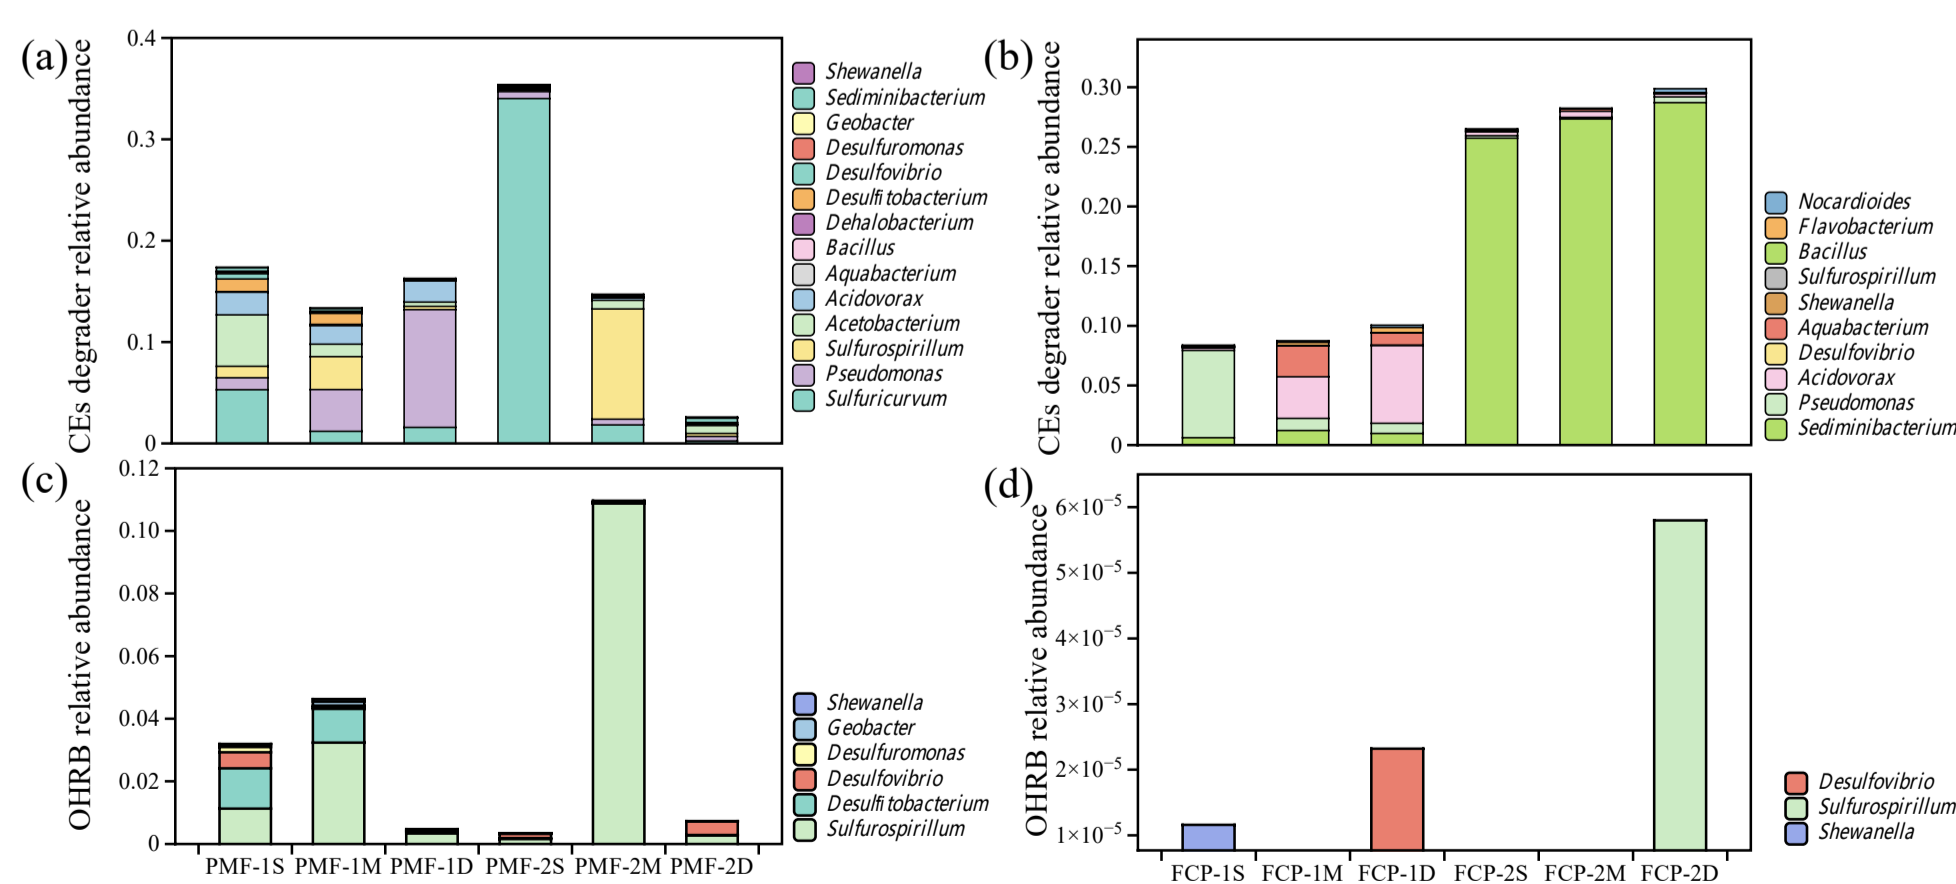 (a)
CEs degrader relative abundance
0.4
0.3
0.2
0.1
0
Shewanella
Sediminibacterium
Geobacter
Desulfuromonas
Desulfovibrio
Desulfitobacterium
Dehalobacterium
Bacillus
Aquabacterium
Acidovorax
Acetobacterium
Sulfurospirillum
Pseudomonas
Sulfuricurvum
(b)
CEs degrader relative abundance
0.30
0.25
0.20
0.15
0.10
0.05
0
Nocardioides
Flavobacterium
Bacillus
Sulfurospirillum
Shewanella
Aquabacterium
Desulfovibrio
Acidovorax
Pseudomonas
Sediminibacterium
(c)
OHRB relative abundance
0.12
0.10
0.08
0.06
0.04
0.02
0
PMF-1S PMF-1M PMF-1D PMF-2S PMF-2M PMF-2D
Shewanella
Geobacter
Desulfuromonas
Desulfovibrio
Desulfitobacterium
Sulfurospirillum
(d)
OHRB relative abundance
6×10⁻⁵
5×10⁻⁵
4×10⁻⁵
3×10⁻⁵
2×10⁻⁵
1×10⁻⁵
FCP-1S FCP-1M FCP-1D FCP-2S FCP-2M FCP-2D
Desulfovibrio
Sulfurospirillum
Shewanella